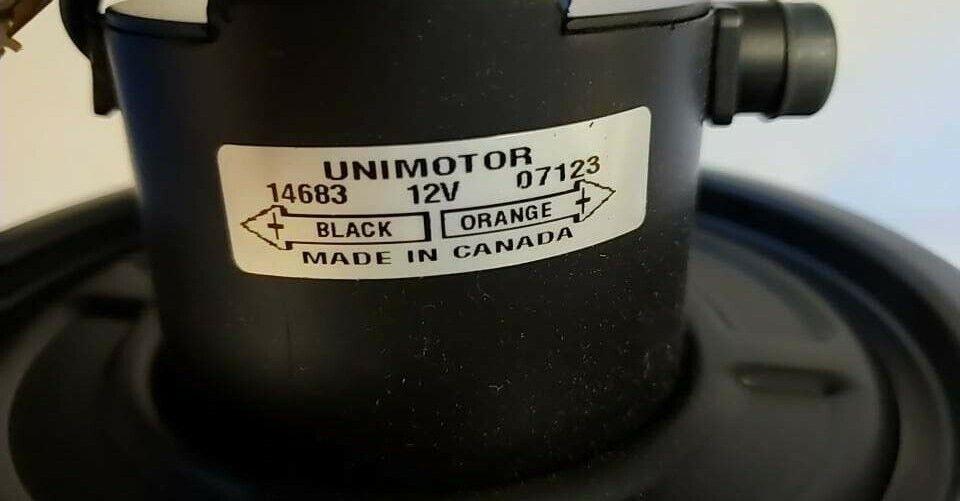 UNIMOTOR
14683 12V 07123
+ BLACK ORANGE +
MADE IN CANADA